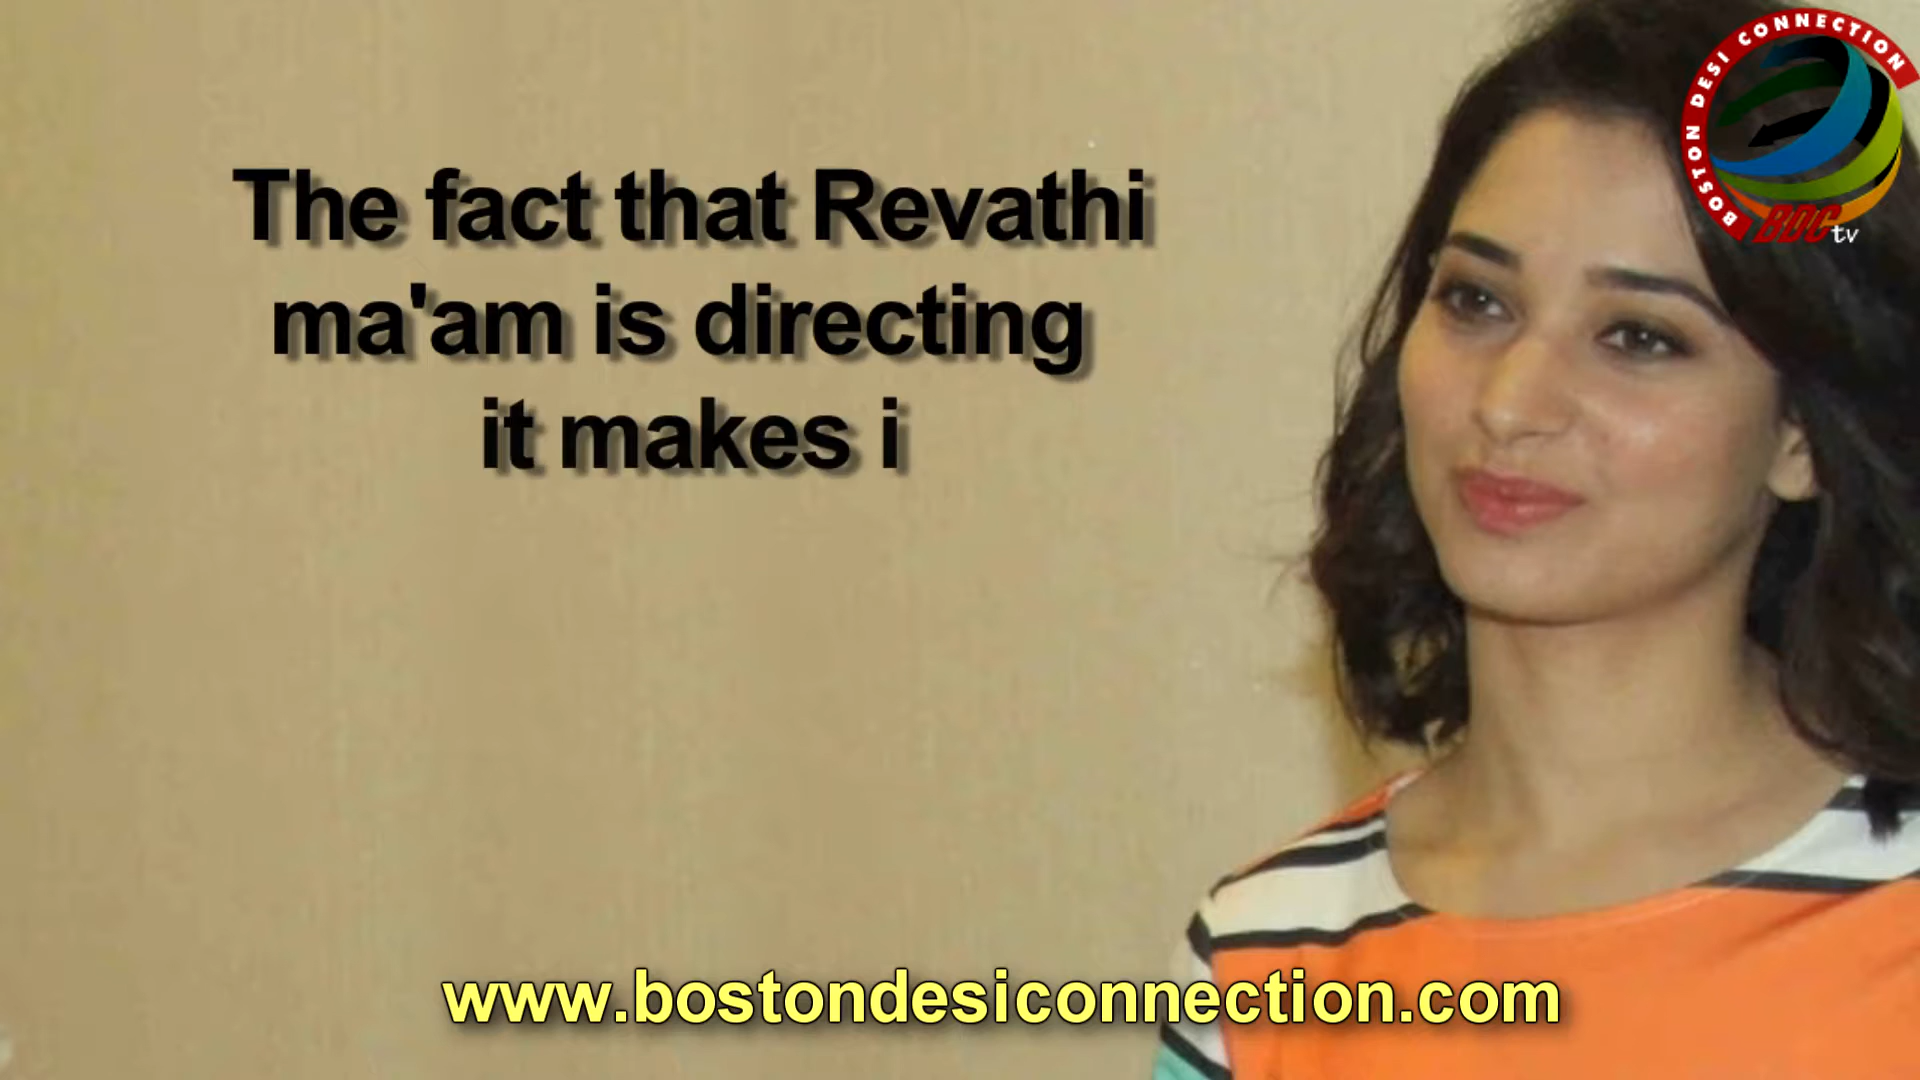 The fact that Revathi
ma'am is directing
it makes i
BOSTON DESI CONNECTION
BDC tv
www.bostondesiconnection.com